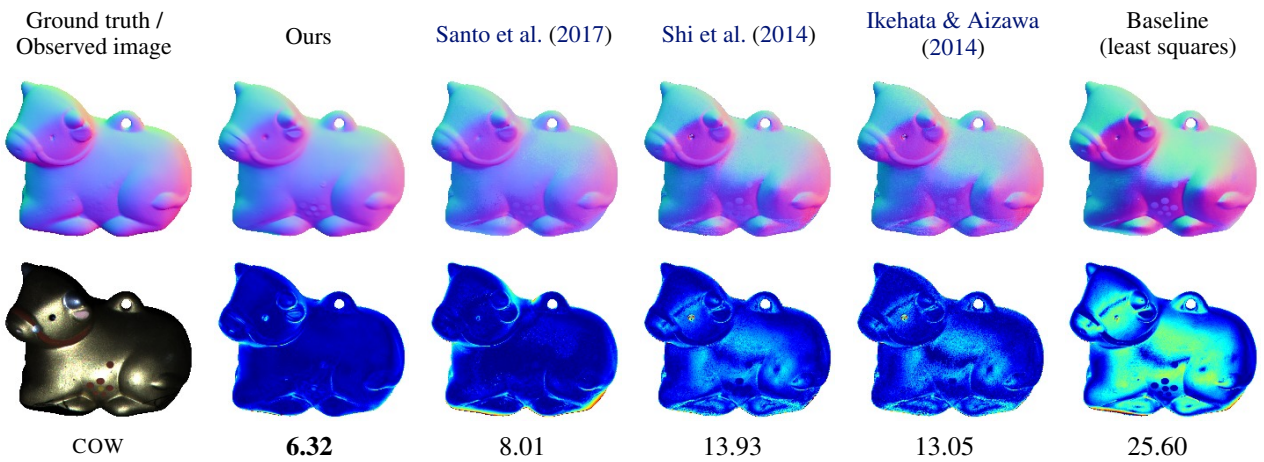 Ground truth /
Observed image
Ours
Santo et al. (2017)
Shi et al. (2014)
Ikehata & Aizawa
(2014)
Baseline
(least squares)
COW
6.32
8.01
13.93
13.05
25.60